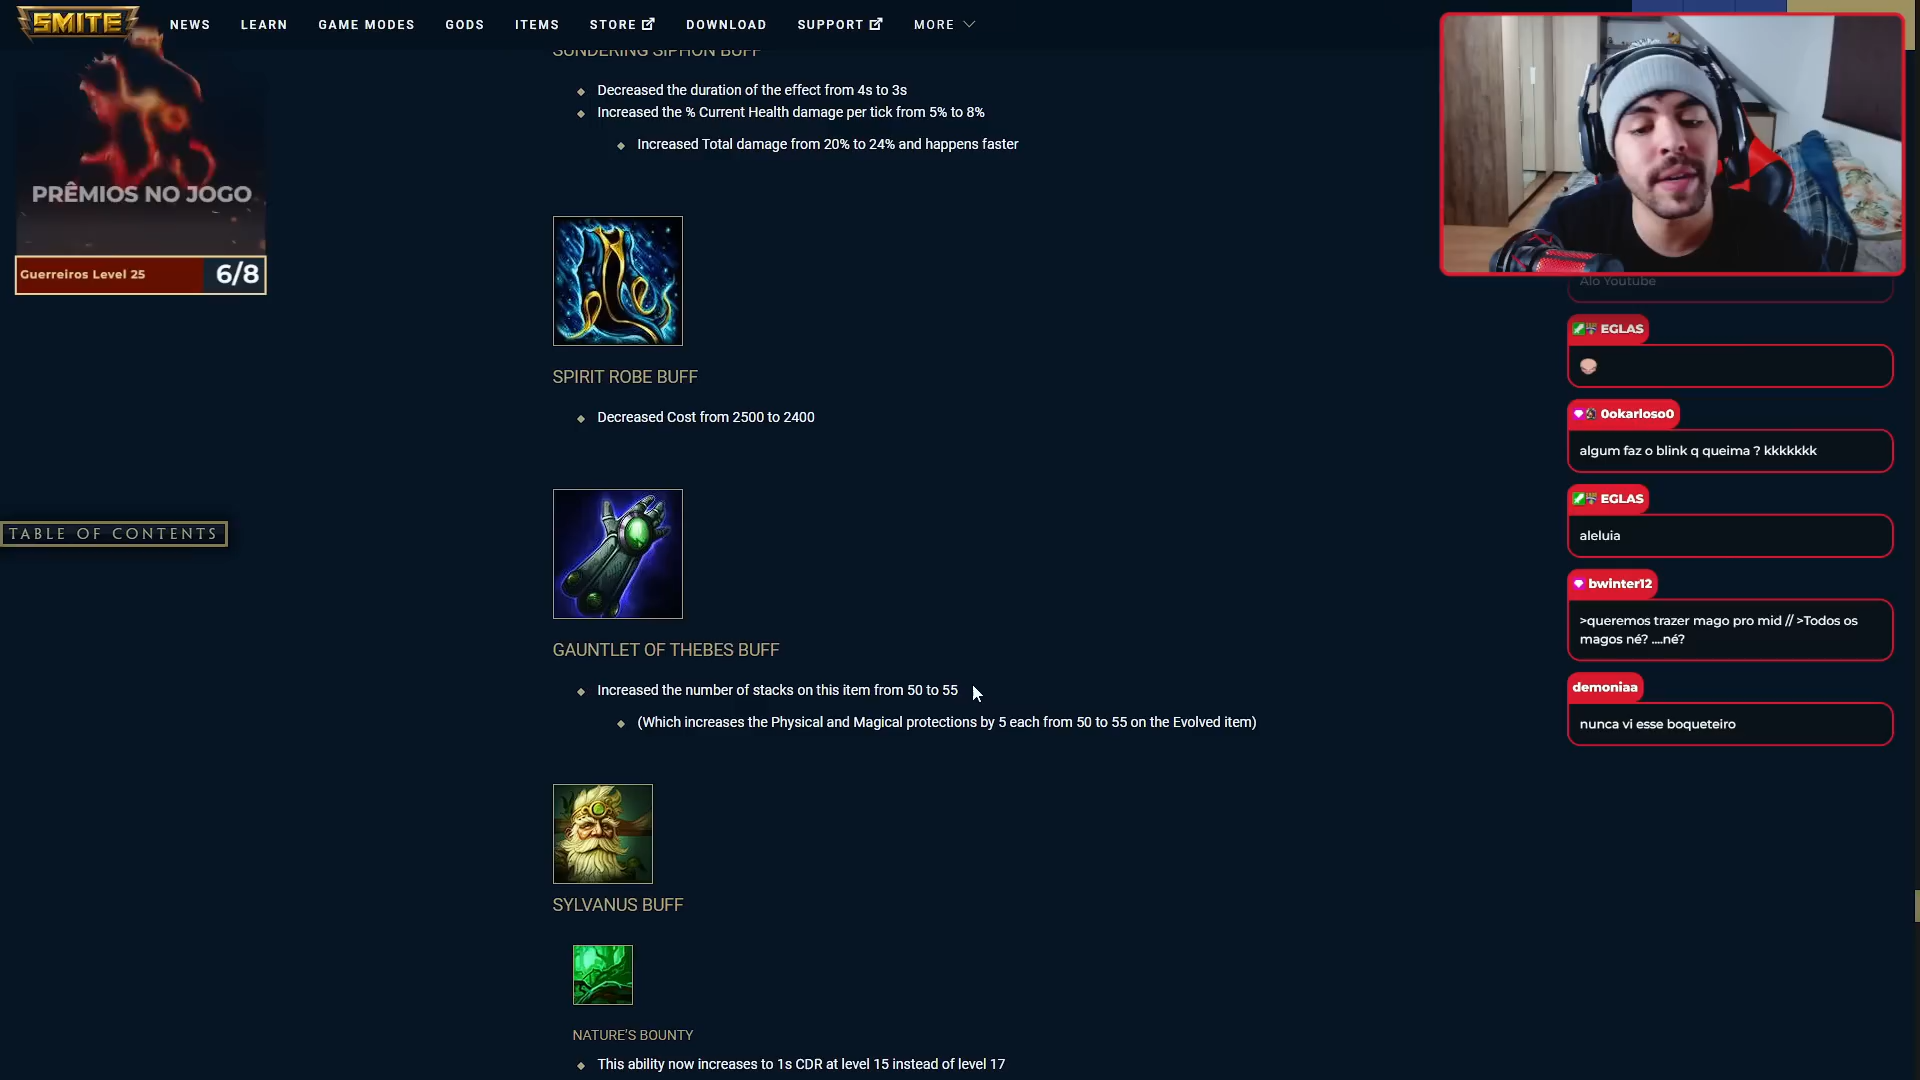 SMITE
NEWS
LEARN
GAME MODES
GODS
ITEMS
STORE
DOWNLOAD
SUPPORT
MORE
SUNDERING SIPHON BUFF
Decreased the duration of the effect from 4s to 3s
Increased the % Current Health damage per tick from 5% to 8%
Increased Total damage from 20% to 24% and happens faster
PRÊMIOS NO JOGO
Guerreiros Level 25 6/8
SPIRIT ROBE BUFF
Decreased Cost from 2500 to 2400
TABLE OF CONTENTS
GAUNTLET OF THEBES BUFF
Increased the number of stacks on this item from 50 to 55
(Which increases the Physical and Magical protections by 5 each from 50 to 55 on the Evolved item)
SYLVANUS BUFF
NATURE'S BOUNTY
This ability now increases to 1s CDR at level 15 instead of level 17
Alo Youtube
EGLAS
0okarloso0
algum faz o blink q queima ? kkkkkkk
EGLAS
aleluia
bwinter12
>queremos trazer mago pro mid // >Todos os
magos né? ....né?
demoniaa
nunca vi esse boqueteiro